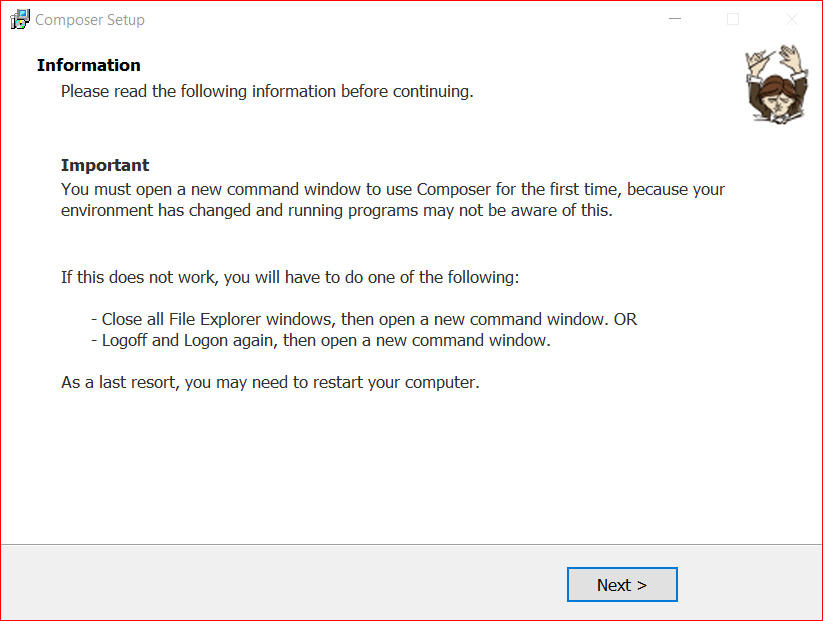 Composer Setup
Information
Please read the following information before continuing.
Important
You must open a new command window to use Composer for the first time, because your
environment has changed and running programs may not be aware of this.
If this does not work, you will have to do one of the following:
- Close all File Explorer windows, then open a new command window. OR
- Logoff and Logon again, then open a new command window.
As a last resort, you may need to restart your computer.
Next >